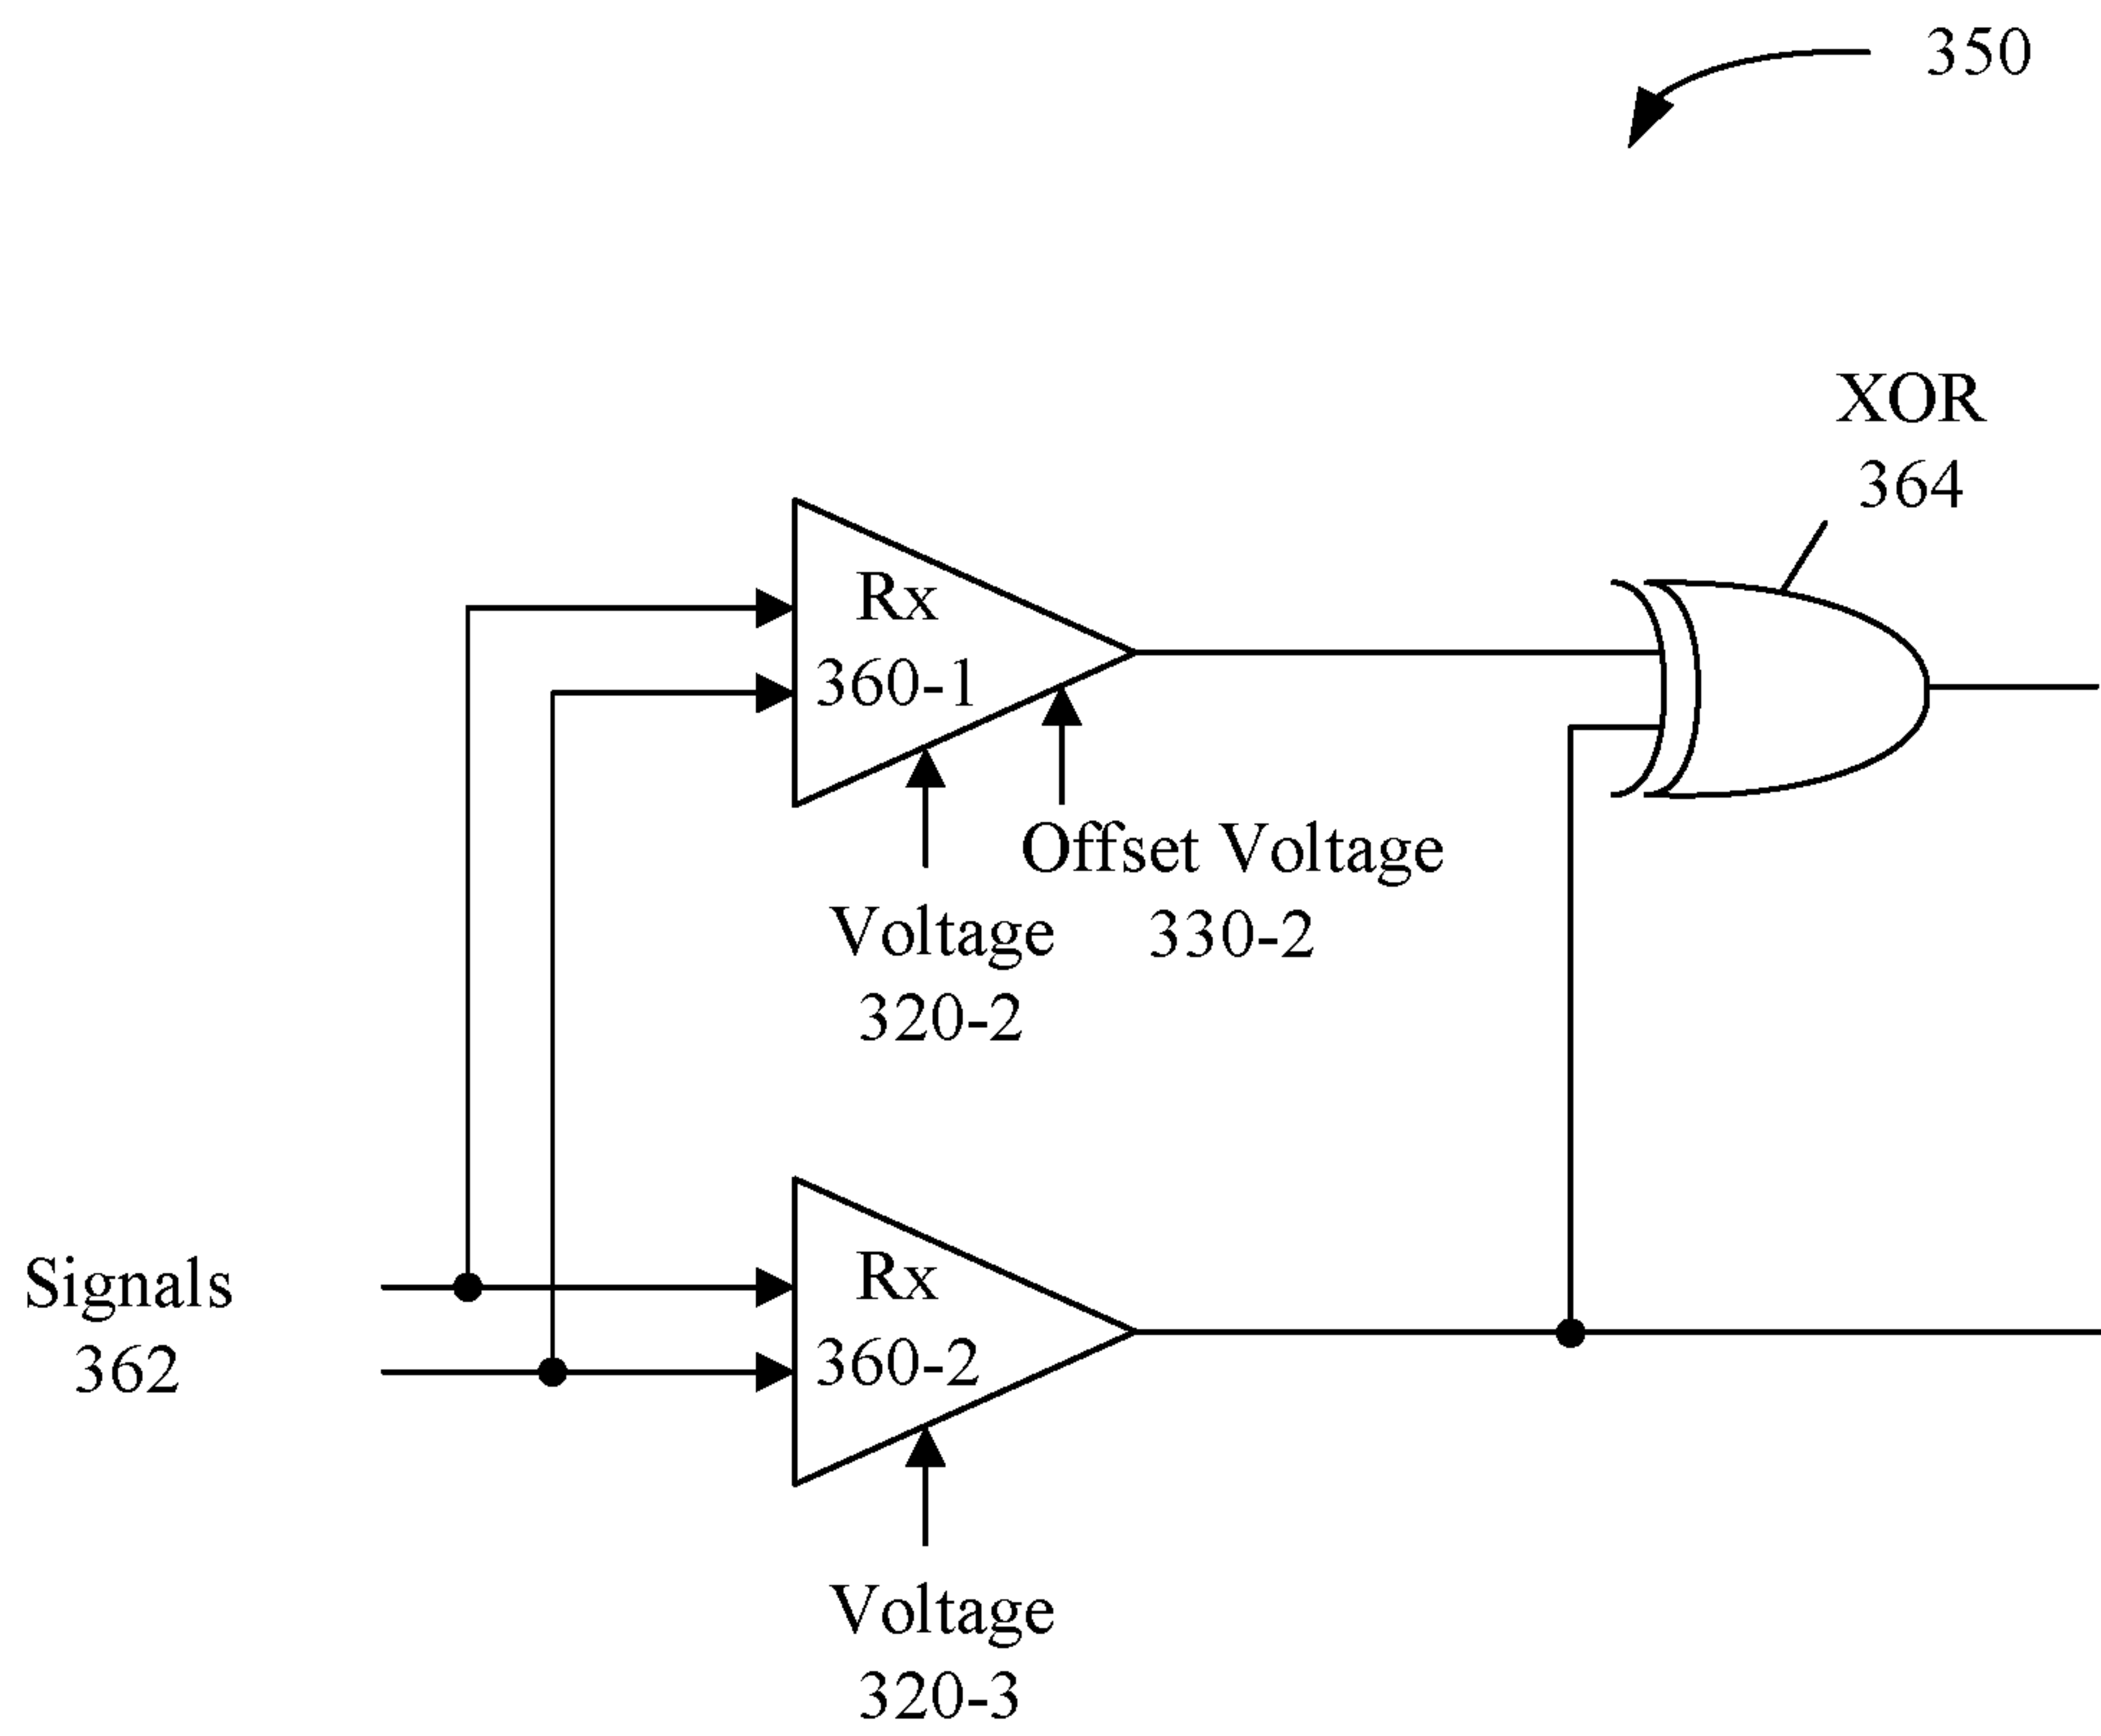 350
XOR
364
Rx
360-1
Offset Voltage
330-2
Voltage
320-2
Signals
362
Rx
360-2
Voltage
320-3